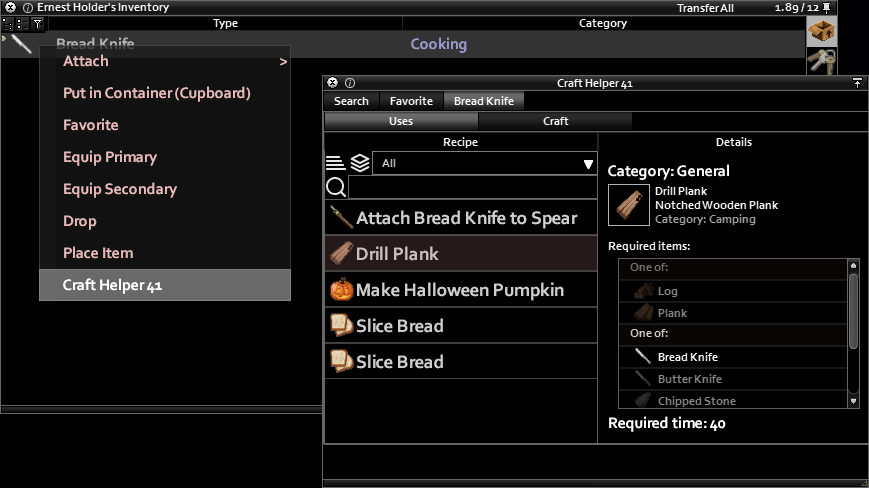 Ernest Holder's Inventory
Transfer All
1.89 / 12
Type
Category
Bread Knife
Cooking
Attach >
Put in Container (Cupboard)
Favorite
Equip Primary
Equip Secondary
Drop
Place Item
Craft Helper 41
Craft Helper 41
Search
Favorite
Bread Knife
Uses
Craft
Recipe
All
Attach Bread Knife to Spear
Drill Plank
Make Halloween Pumpkin
Slice Bread
Slice Bread
Details
Category: General
Drill Plank
Notched Wooden Plank
Category: Camping
Required items:
One of:
Log
Plank
One of:
Bread Knife
Butter Knife
Chipped Stone
Required time: 40